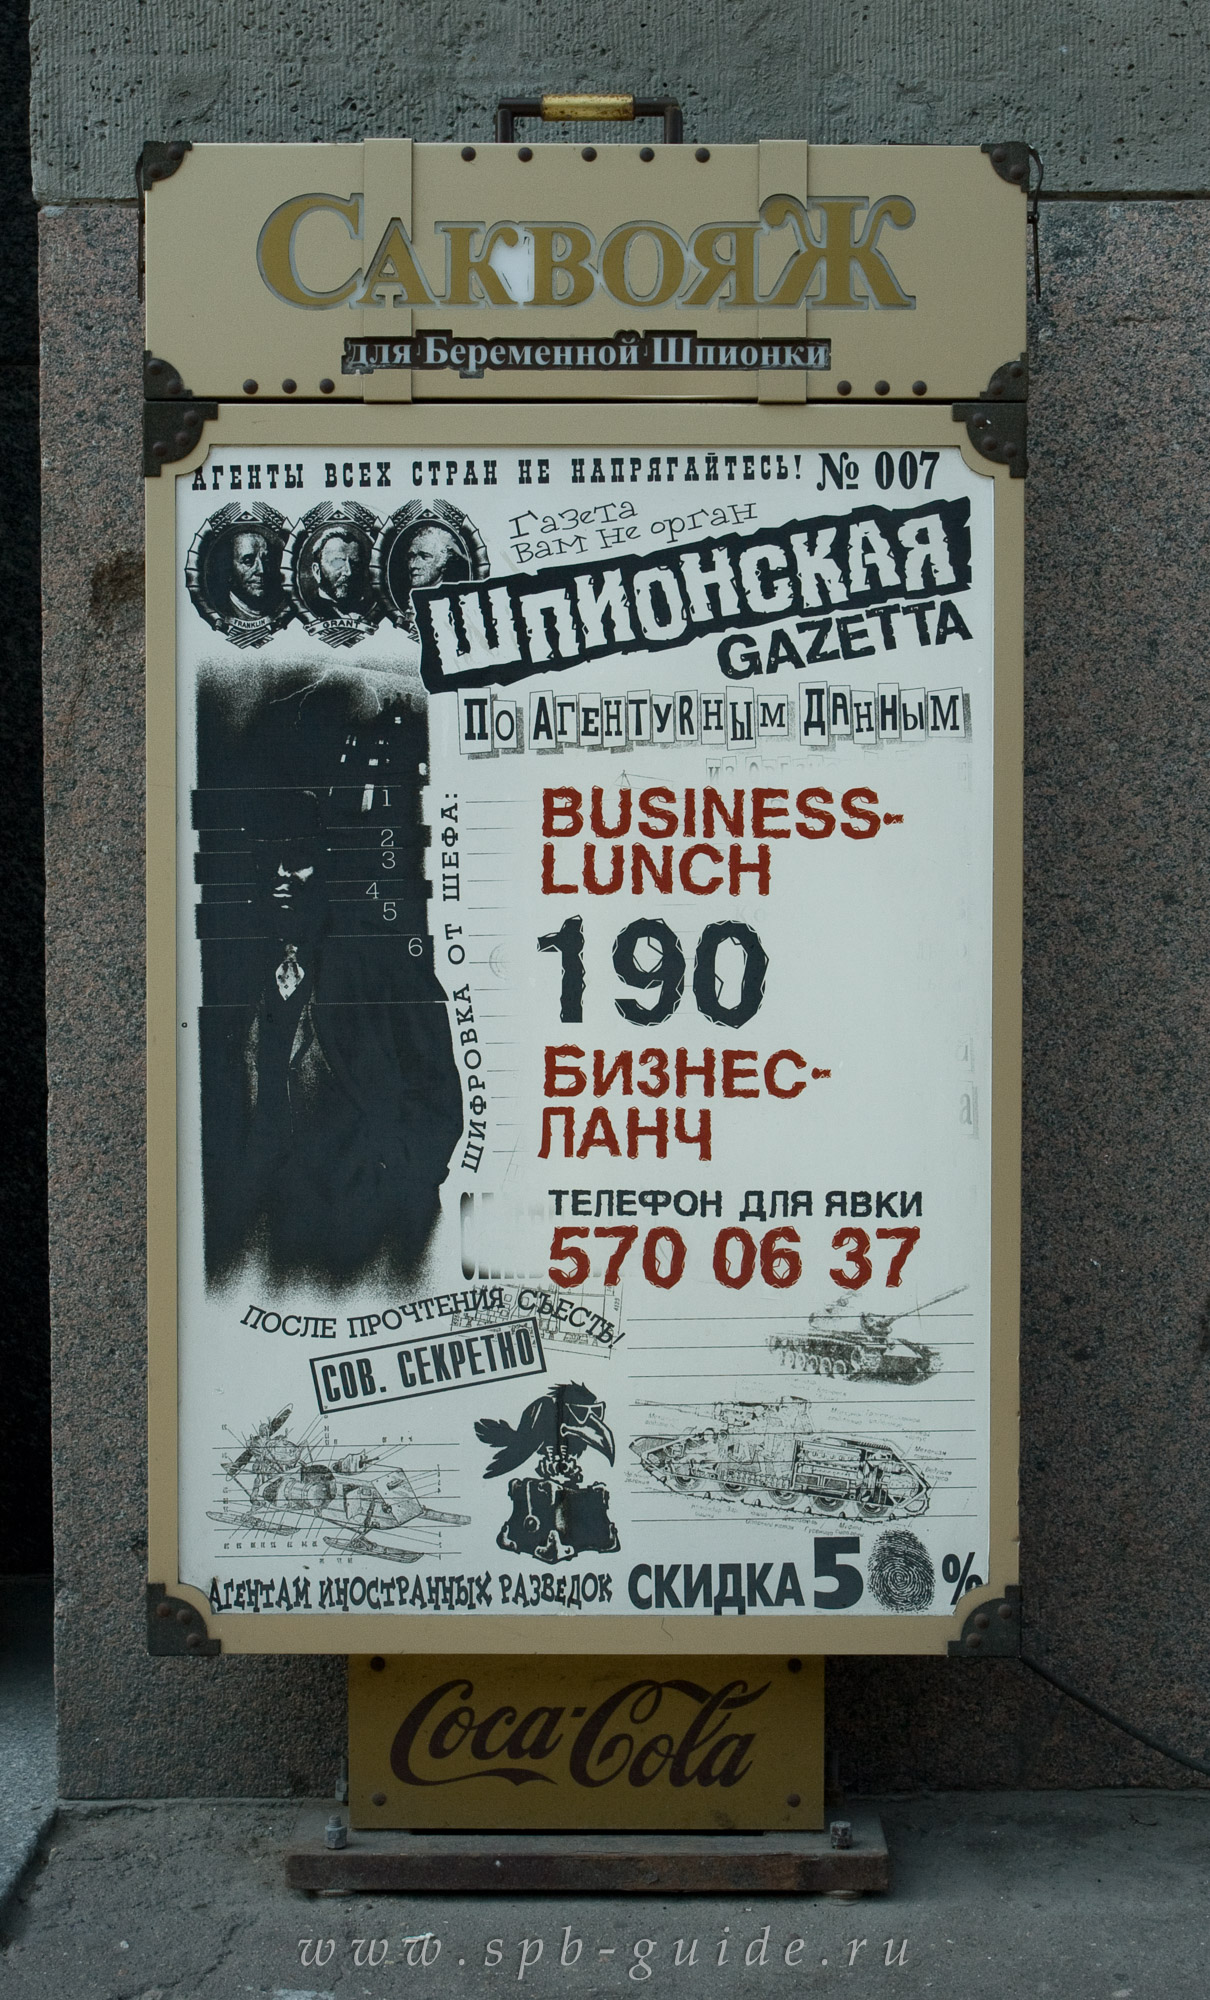 САКВОЯЖ
для Беременной Шпионки
АГЕНТЫ ВСЕХ СТРАН НЕ НАПРЯГАЙТЕСЬ! № 007
Газета
вам не орган
ШПИОНСКАЯ
GAZETTA
FRANKLIN
GRANT
ПО АГЕНТУRНЫМ ДАННЫМ
1
2
3
4
5
6
ШИФРОВКА ОТ ШЕФА:
BUSINESS-
LUNCH
190
БИЗНЕС-
ЛАНЧ
ТЕЛЕФОН ДЛЯ ЯВКИ
570 06 37
ПОСЛЕ ПРОЧТЕНИЯ СЪЕСТЬ!
СОВ. СЕКРЕТНО
АГЕНТАМ ИНОСТРАННЫХ РАЗВЕДОК СКИДКА 50%
Coca-Cola
www.spb-guide.ru